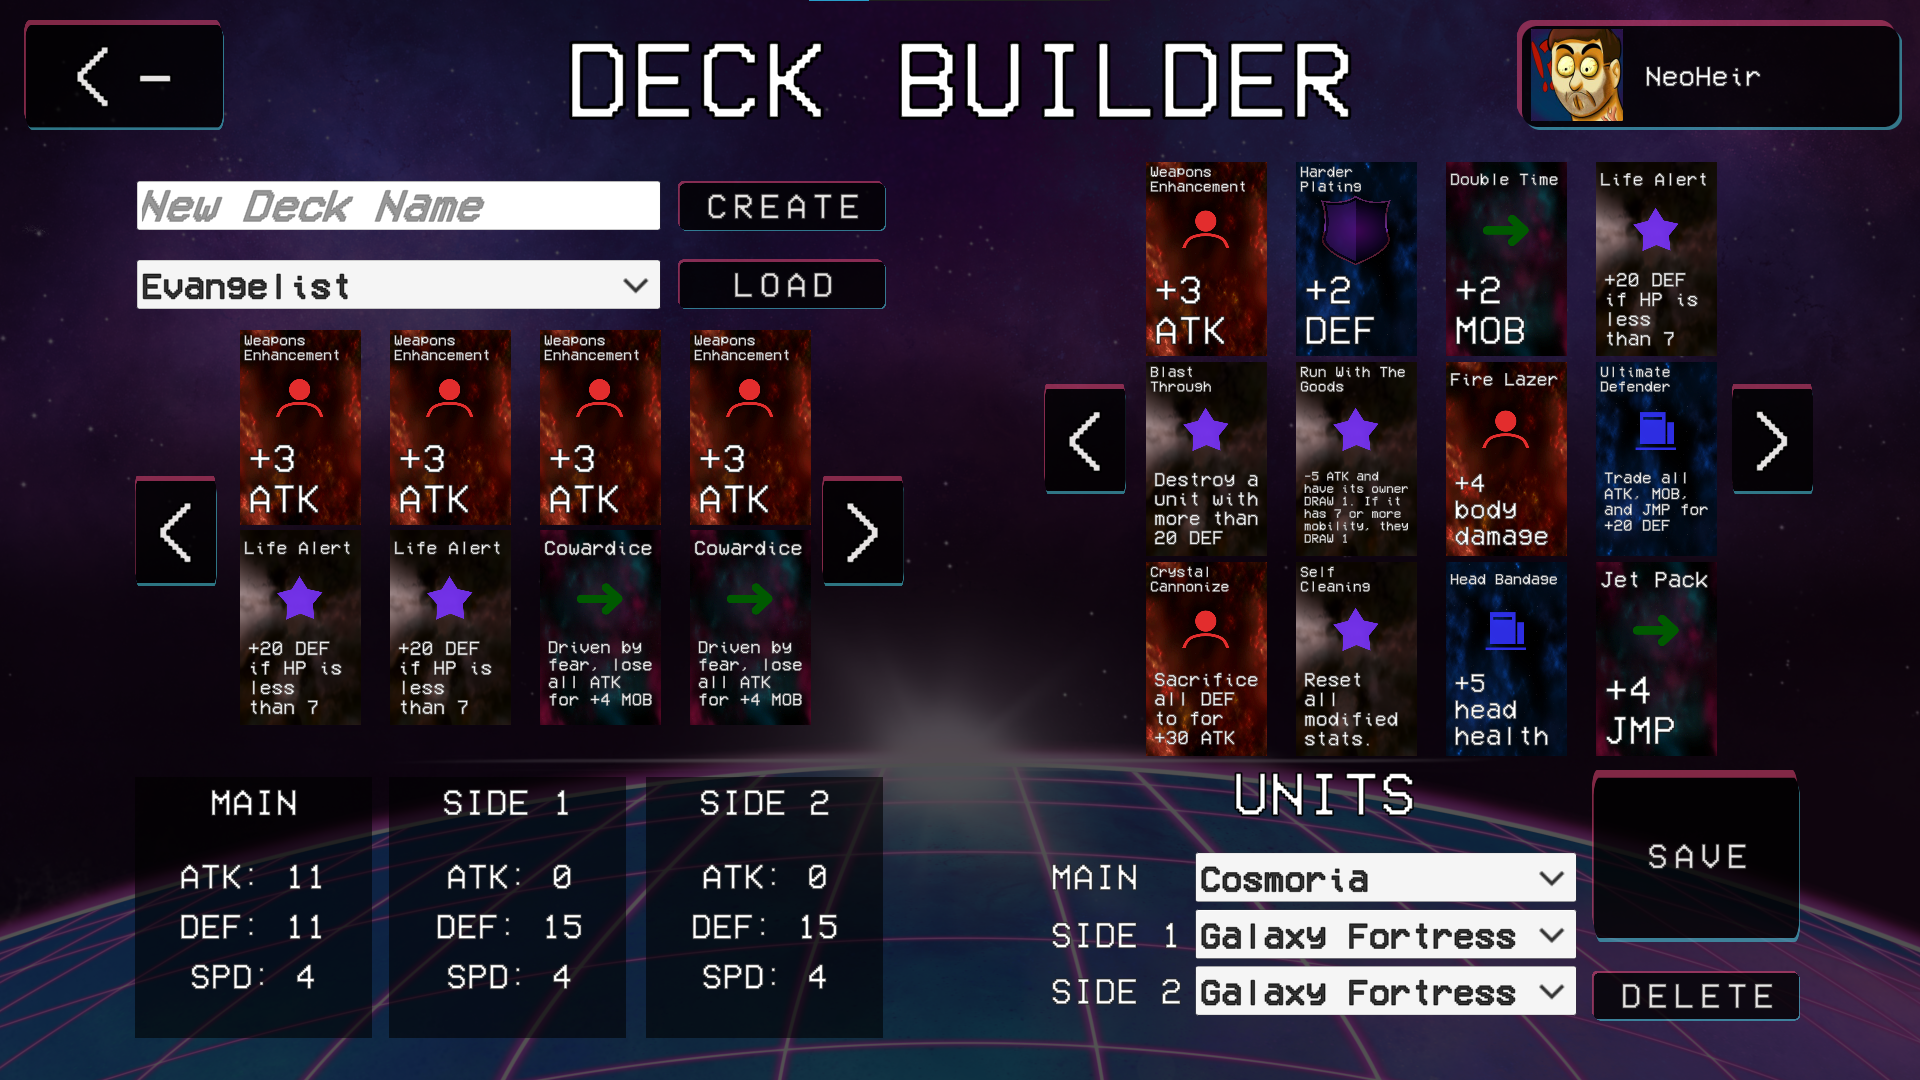 DECK BUILDER
NeoHeir
New Deck Name
CREATE
Evangelist
LOAD
Weapons
Enhancement
+3
ATK
Weapons
Enhancement
+3
ATK
Weapons
Enhancement
+3
ATK
Weapons
Enhancement
+3
ATK
Life Alert
+20 DEF
if HP is
less
than 7
Life Alert
+20 DEF
if HP is
less
than 7
Cowardice
Driven by
fear, lose
all ATK
for +4 MOB
Cowardice
Driven by
fear, lose
all ATK
for +4 MOB
Weapons
Enhancement
+3
ATK
Harder
Plating
+2
DEF
Double Time
+2
MOB
Life Alert
+20 DEF
if HP is
less
than 7
Blast
Through
Destroy a
unit with
more than
20 DEF
Run With The
Goods
-5 ATK and
have its owner
DRAW 1. If it
has 7 or more
mobility, they
DRAW 1
Fire Lazer
+4
body
damage
Ultimate
Defender
Trade all
ATK, MOB,
and JMP for
+20 DEF
Crystal
Cannonize
Sacrifice
all DEF
to for
+30 ATK
Self
Cleaning
Reset
all
modified
stats.
Head Bandage
+5
head
health
Jet Pack
+4
JMP
MAIN
ATK: 11
DEF: 11
SPD: 4
SIDE 1
ATK: 0
DEF: 15
SPD: 4
SIDE 2
ATK: 0
DEF: 15
SPD: 4
UNITS
MAIN
Cosmoria
SIDE 1
Galaxy Fortress
SIDE 2
Galaxy Fortress
SAVE
DELETE